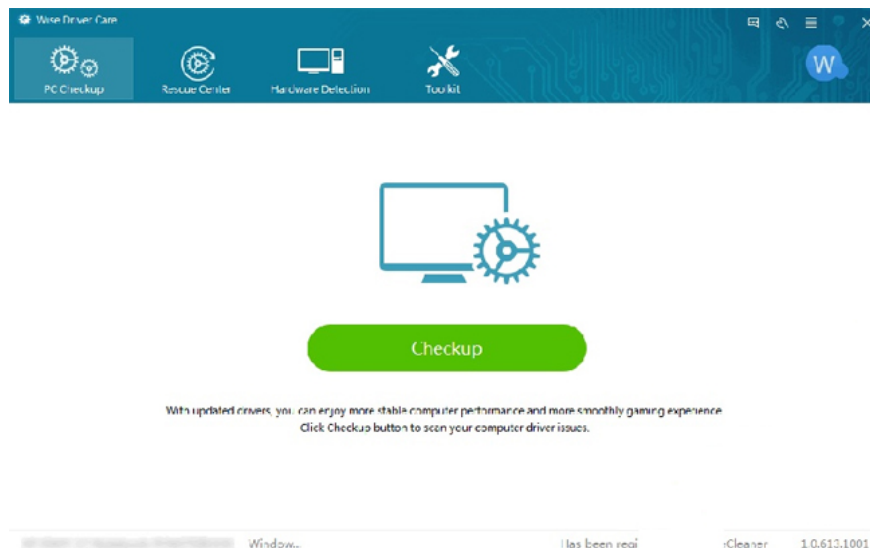 Wise Driver Care
W
PC Checkup
Rescue Center
Hardware Detection
Toolkit
Checkup
With updated drivers, you can enjoy more stable computer performance and more smoothly gaming experience
Click Checkup button to scan your computer driver issues.
Window... Has been regi :Cleaner 1.0.613.1001